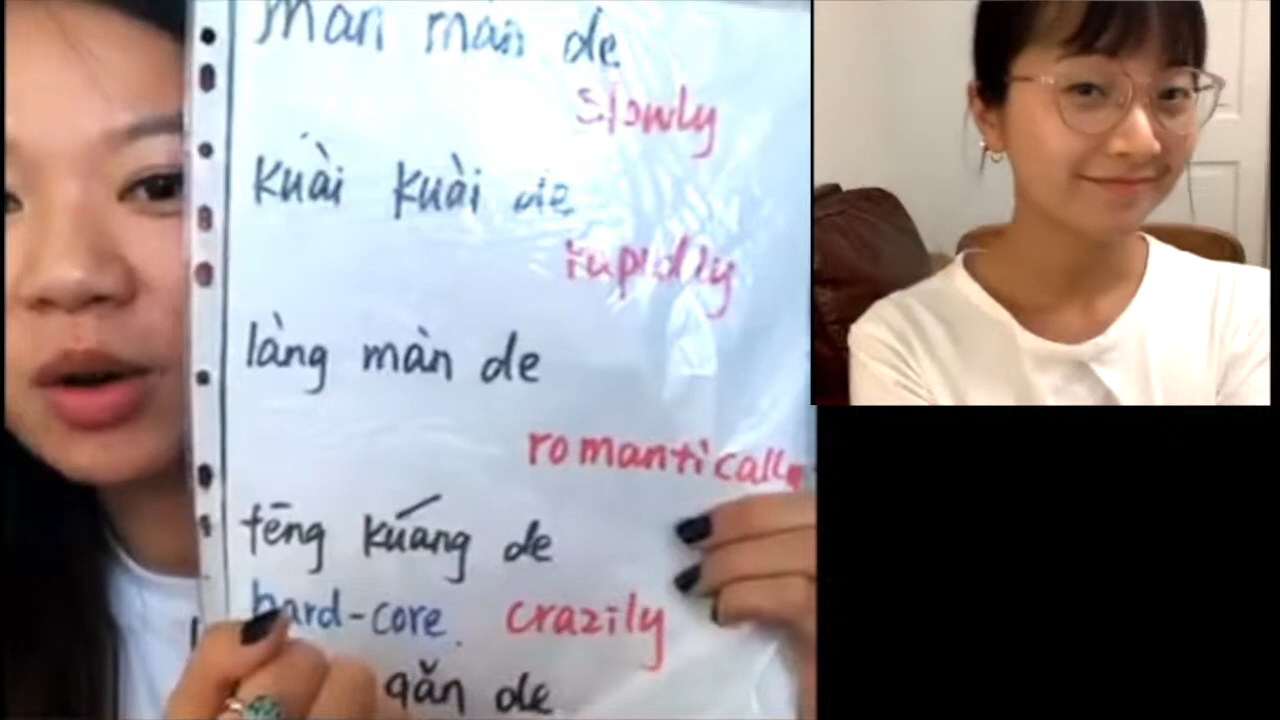 màn màn de
slowly
kuài kuài de
rapidly
làng màn de
romantically
fēng kuáng de
hard-core. crazily
gǎn de